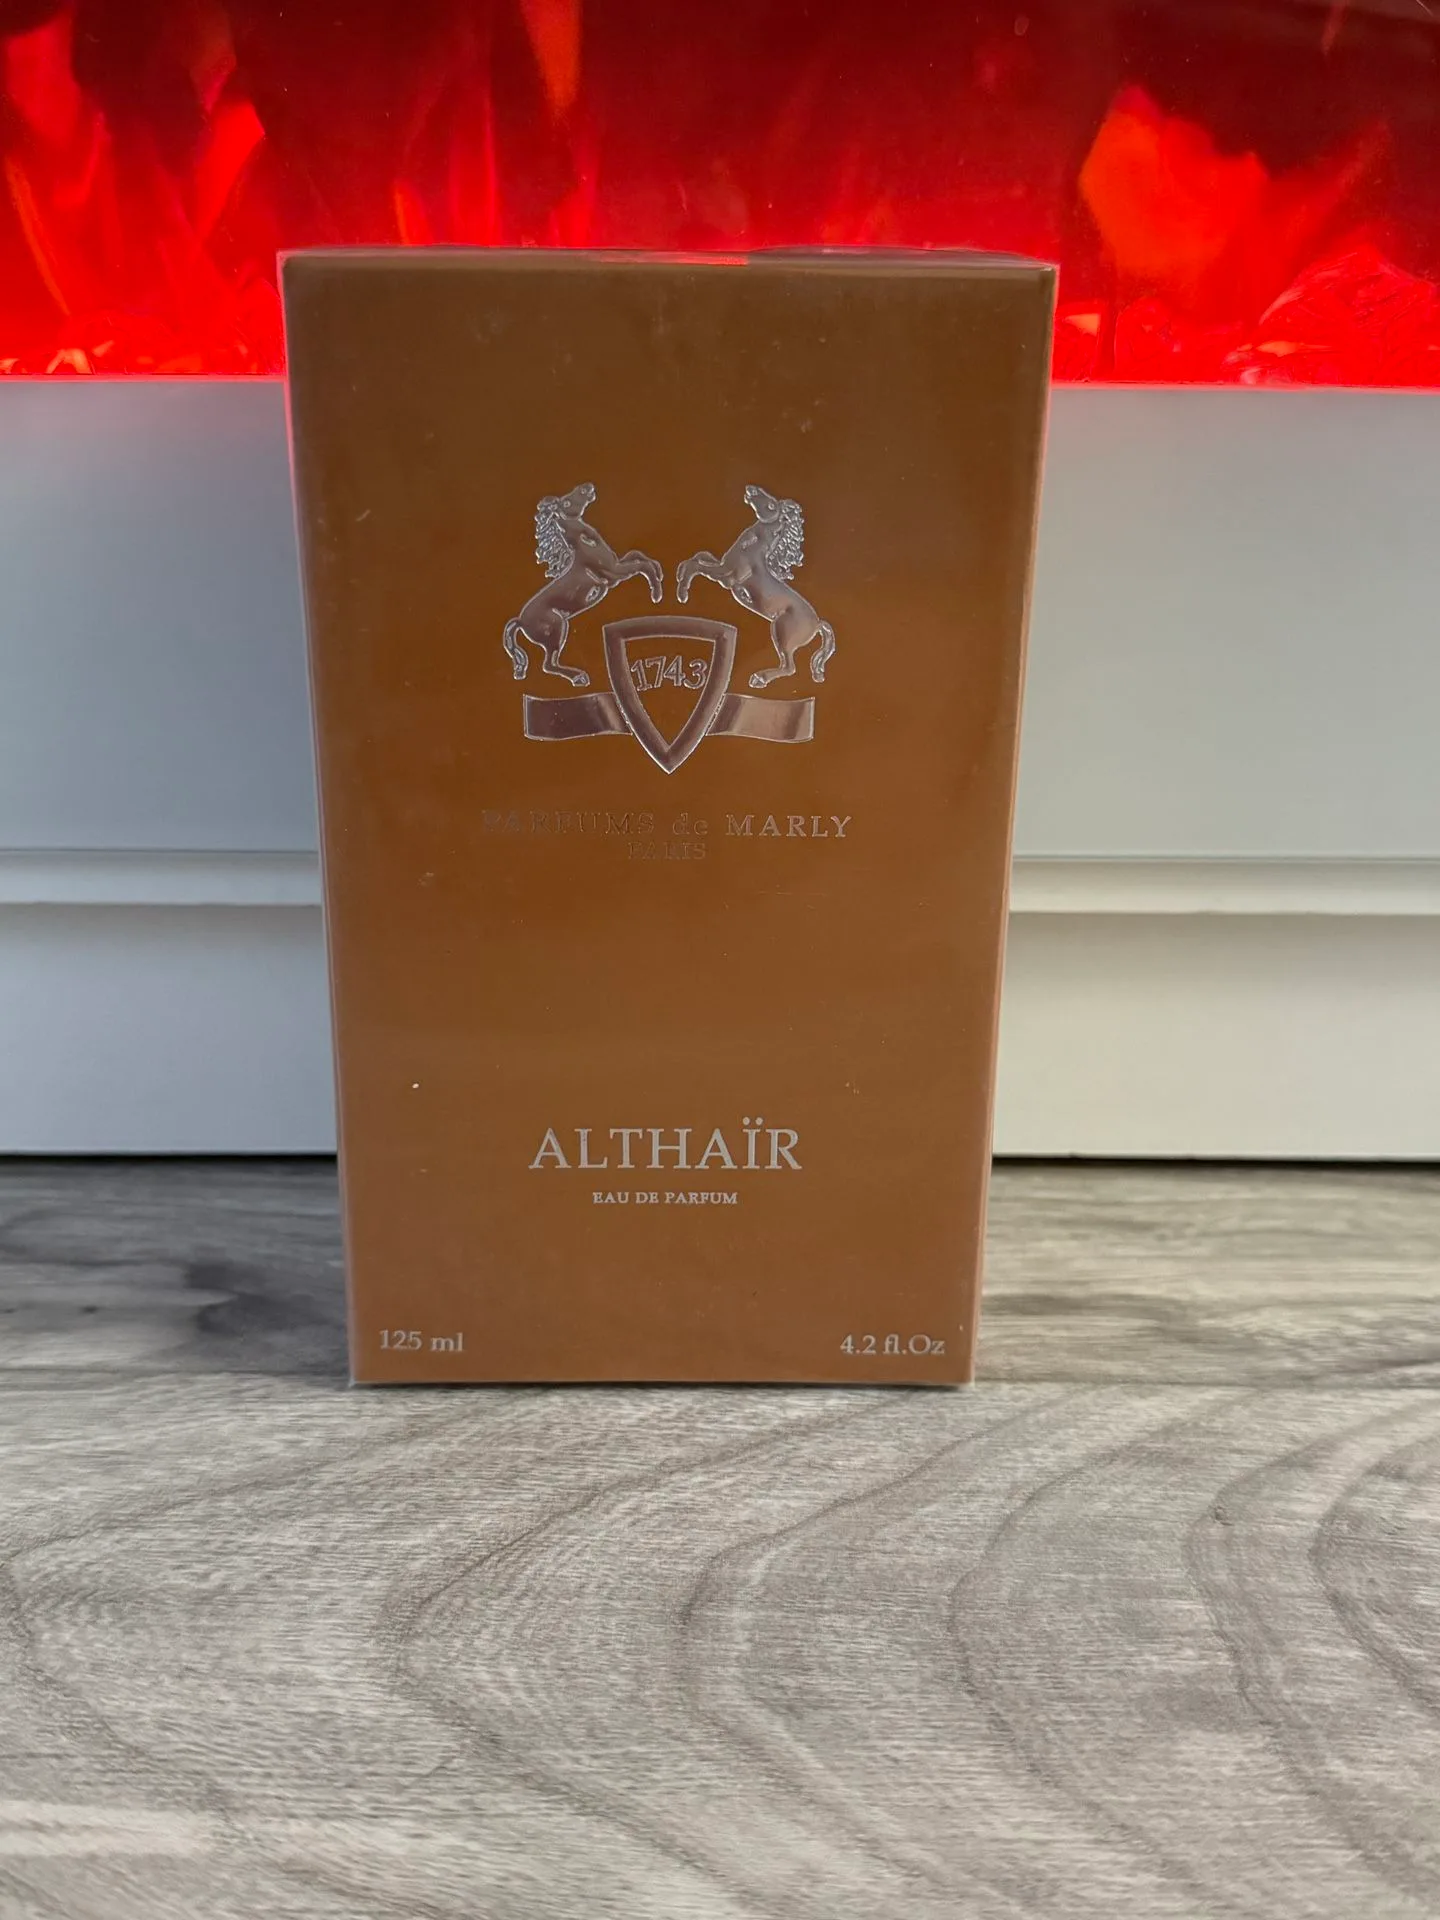 1743
PARFUMS de MARLY
PARIS
ALTHAÏR
EAU DE PARFUM
125 ml
4.2 fl.Oz